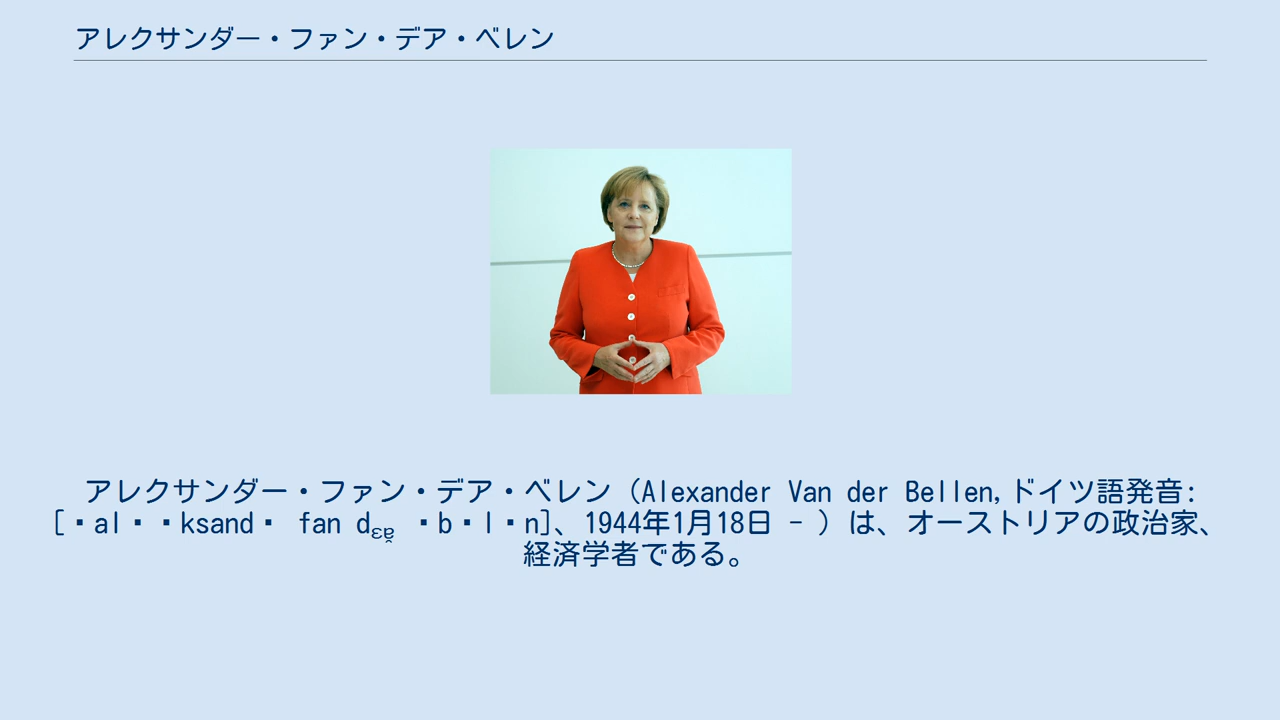 アレクサンダー・ファン・デア・ベレン
アレクサンダー・ファン・デア・ベレン（Alexander Van der Bellen,ドイツ語発音:
[▪al▪▪ksand▪ fan dɛɐ̯ ▪b▪l▪n]、1944年1月18日 - ）は、オーストリアの政治家、
経済学者である。